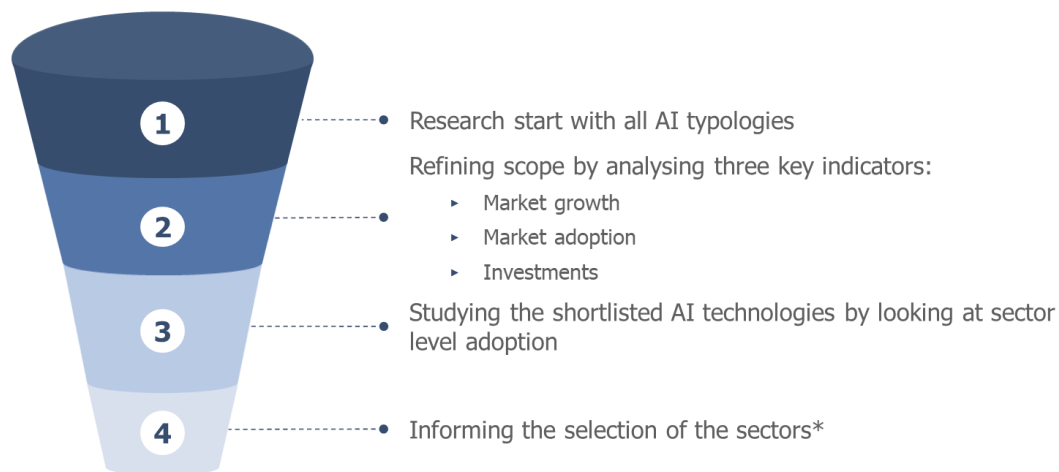 1
Research start with all AI typologies
2
Refining scope by analysing three key indicators:
▸ Market growth
▸ Market adoption
▸ Investments
3
Studying the shortlisted AI technologies by looking at sector
level adoption
4
Informing the selection of the sectors*